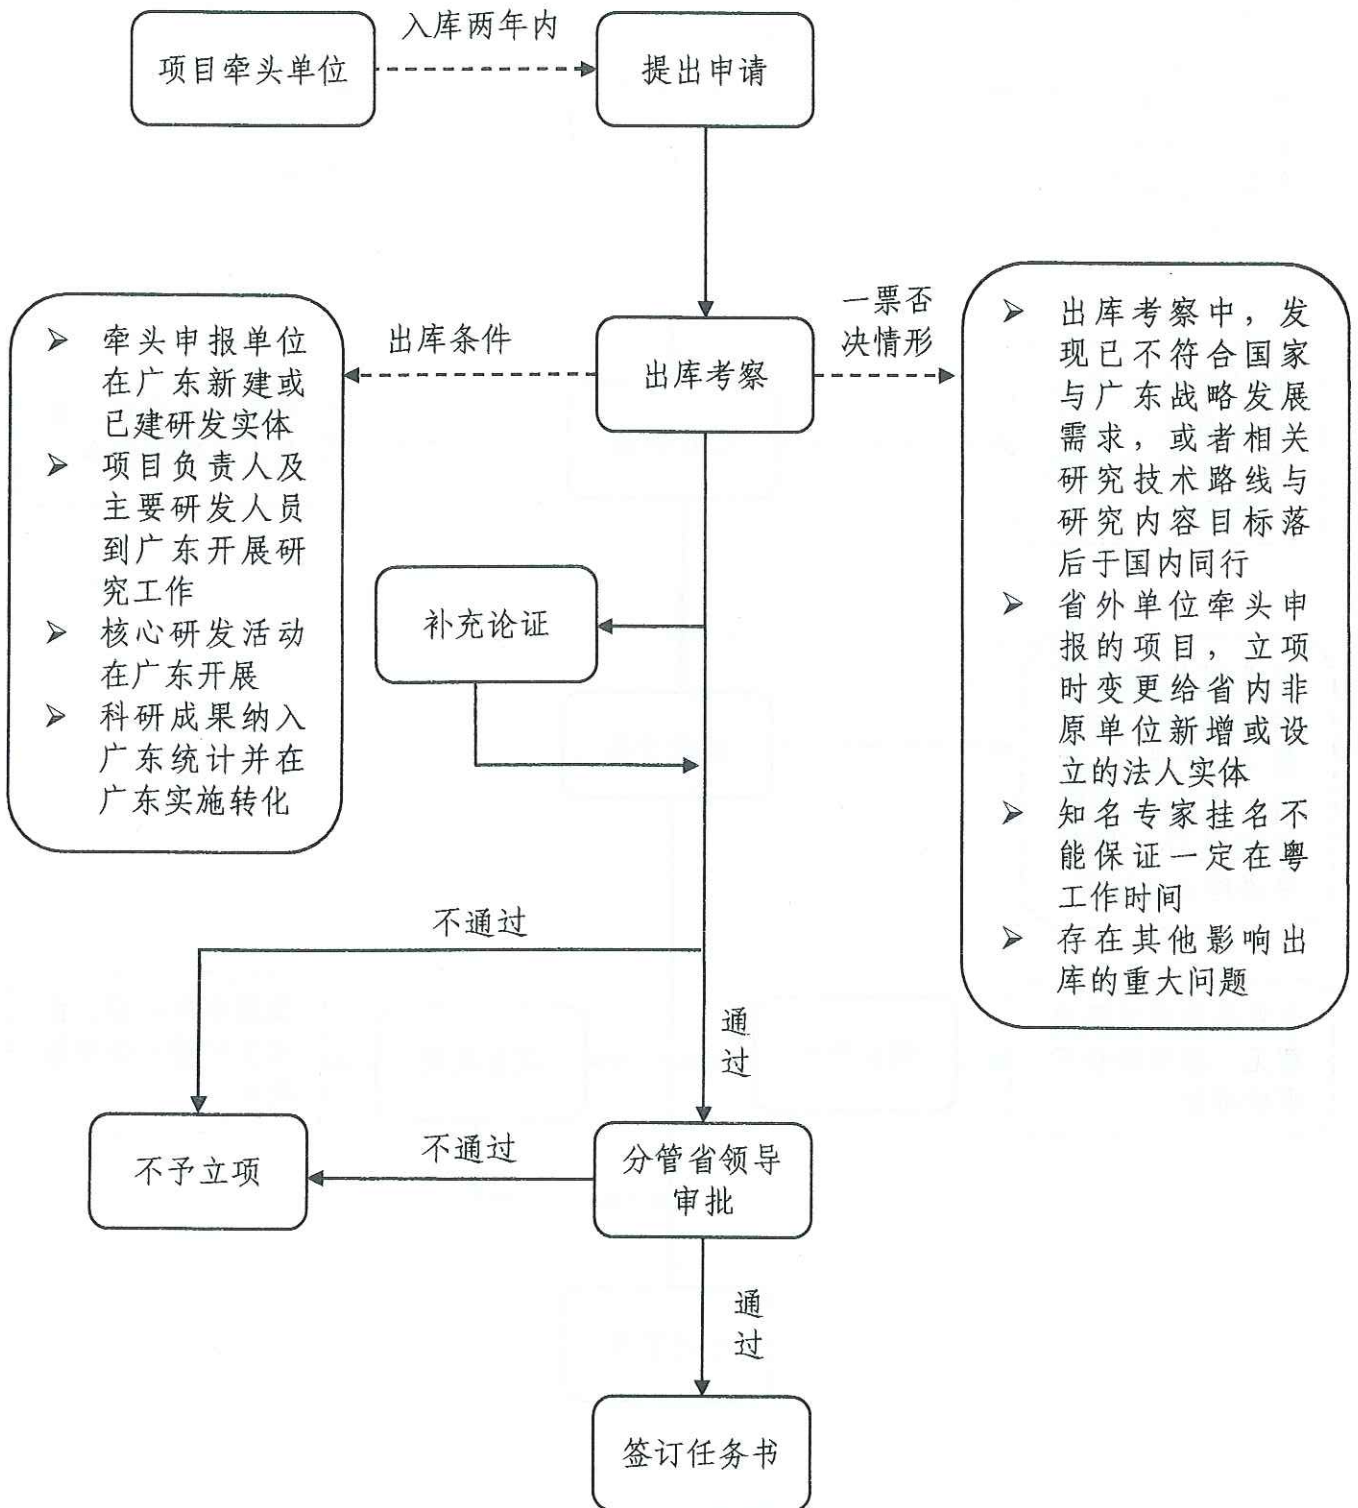 项目牵头单位
入库两年内
提出申请
➢ 牵头申报单位
在广东新建或
已建研发实体
➢ 项目负责人及
主要研发人员
到广东开展研
究工作
➢ 核心研发活动
在广东开展
➢ 科研成果纳入
广东统计并在
广东实施转化
出库条件
出库考察
一票否
决情形
➢ 出库考察中，发
现已不符合国家
与广东战略发展
需求，或者相关
研究技术路线与
研究内容目标落
后于国内同行
➢ 省外单位牵头申
报的项目，立项
时变更给省内非
原单位新增或设
立的法人实体
➢ 知名专家挂名不
能保证一定在粤
工作时间
➢ 存在其他影响出
库的重大问题
补充论证
不通过
通
过
不予立项
不通过
分管省领导
审批
通
过
签订任务书